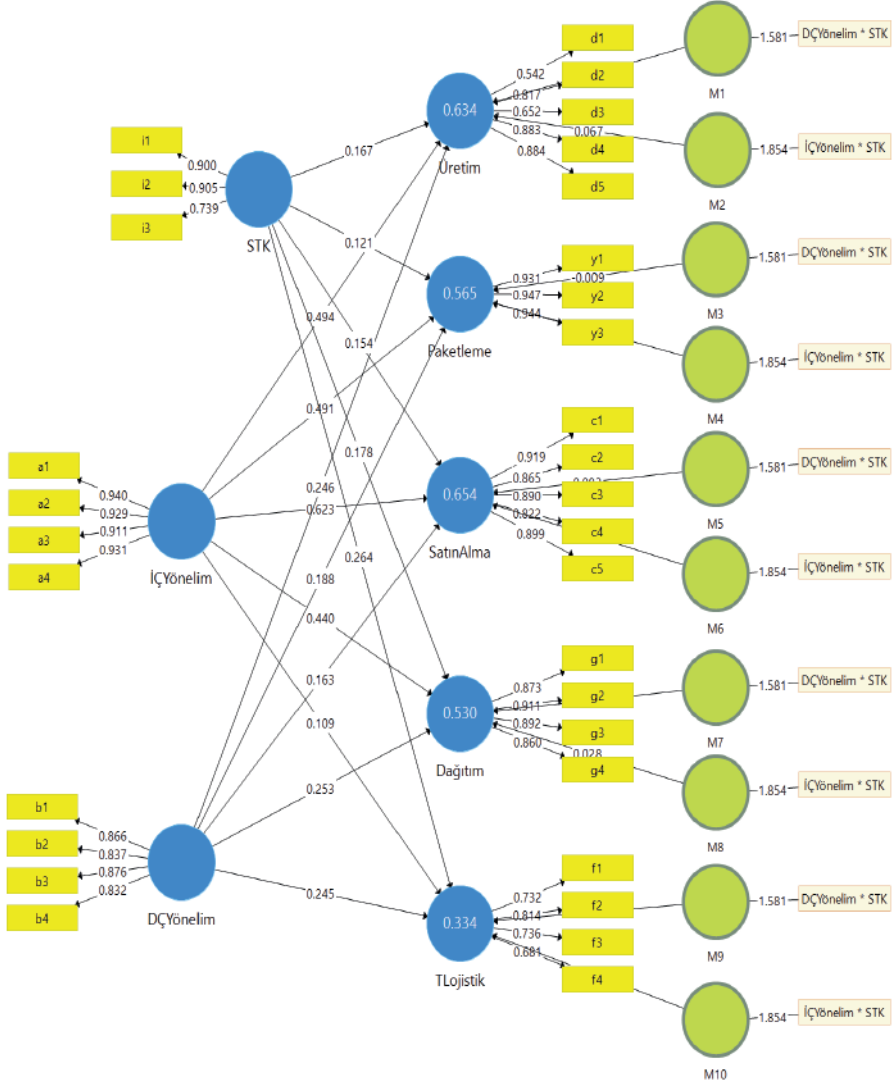 d1
1.581
DÇYönelim * STK
0.542
d2
0.817
M1
0.634
d3
0.652
i1
0.883
0.067
1.854
İÇYönelim * STK
0.167
d4
0.900
0.884
Üretim
i2
0.905
d5
M2
0.739
i3
STK
y1
1.581
DÇYönelim * STK
0.121
0.931
-0.009
0.565
0.947
y2
M3
0.494
0.944
y3
Paketleme
0.154
1.854
İÇYönelim * STK
0.491
M4
c1
0.178
0.919
c2
a1
0.865
1.581
DÇYönelim * STK
0.246
0.654
0.890
c3
0.940
a2
0.623
0.822
M5
0.929
c4
a3
0.911
0.899
SatınAlma
0.931
0.264
c5
1.854
İÇYönelim * STK
a4
İÇYönelim
0.188
M6
0.440
g1
0.163
0.873
g2
1.581
DÇYönelim * STK
0.109
0.911
0.530
0.892
g3
M7
0.860
0.028
Dağıtım
g4
0.253
1.854
İÇYönelim * STK
b1
0.866
M8
b2
0.837
f1
b3
0.876
0.245
0.732
f2
1.581
DÇYönelim * STK
0.832
0.814
b4
DÇYönelim
0.334
0.736
f3
M9
0.681
TLojistik
f4
1.854
İÇYönelim * STK
M10